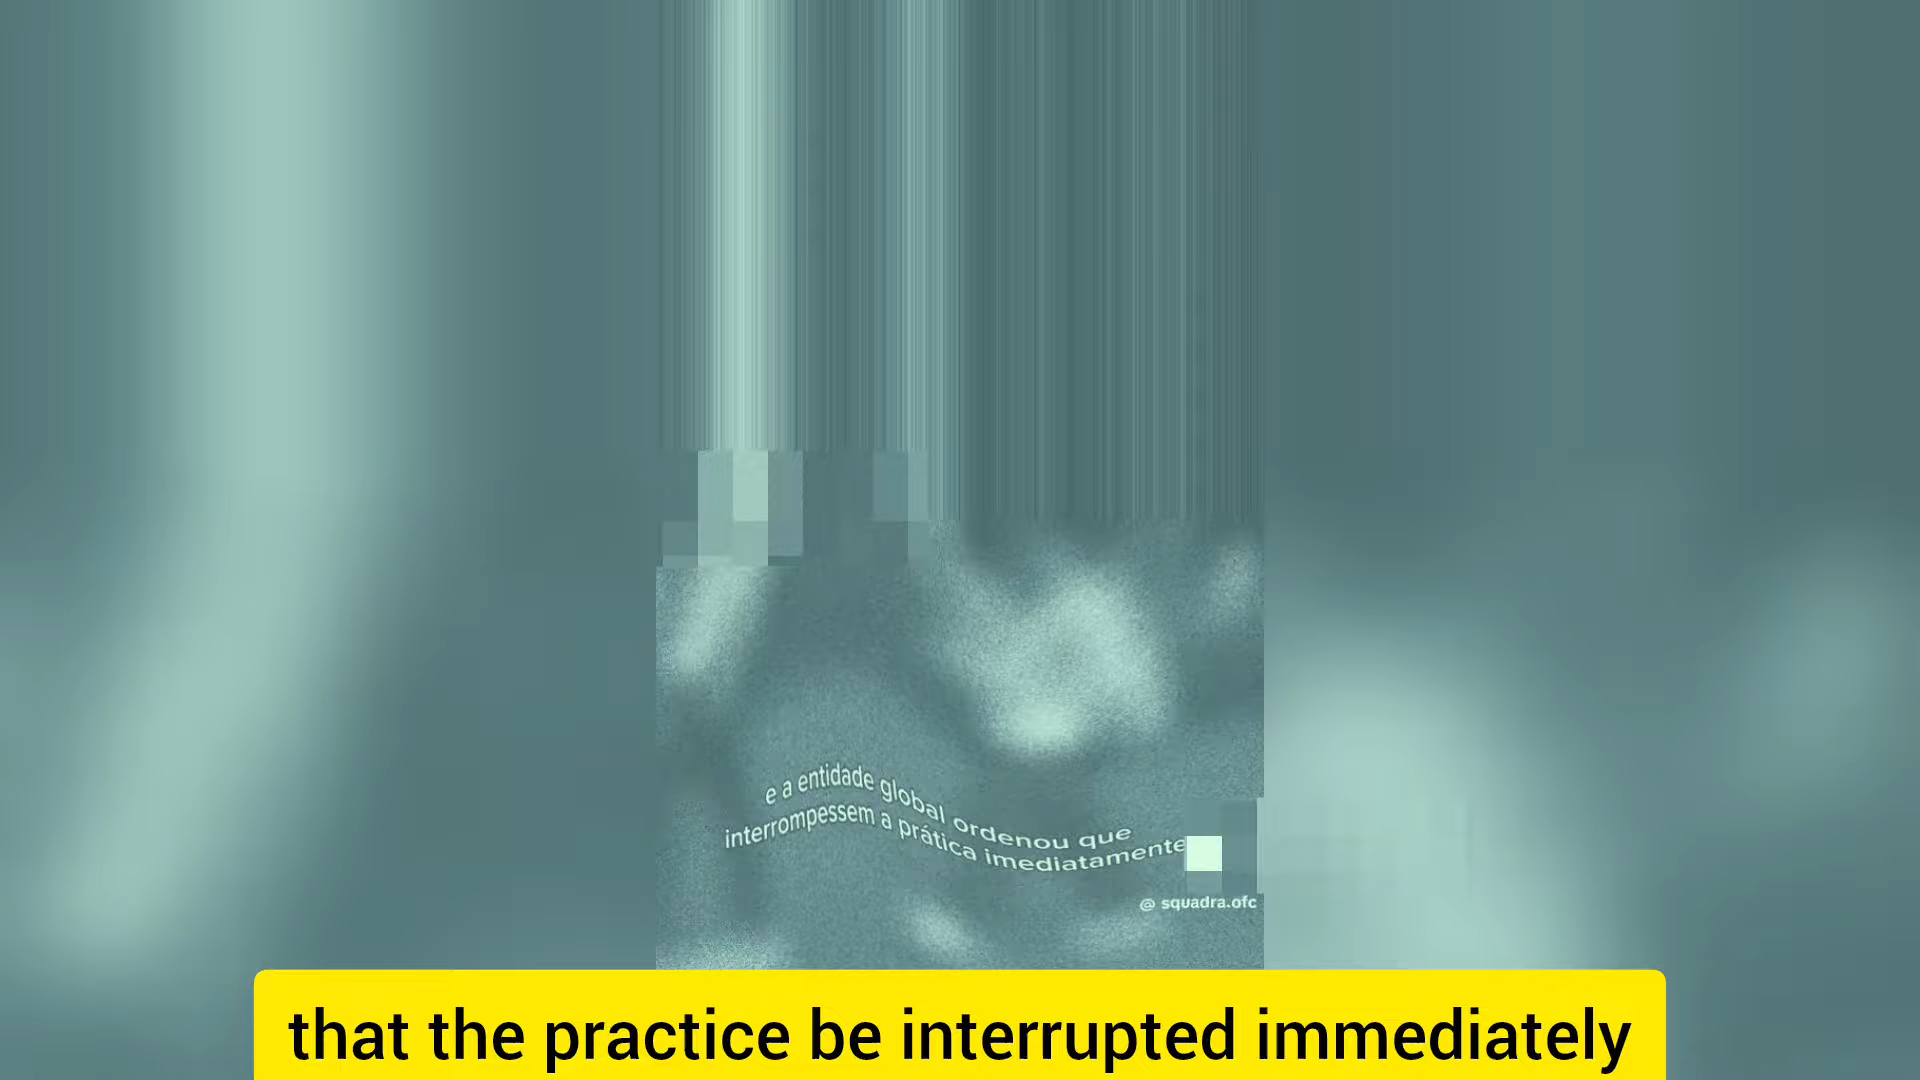 e a entidade global ordenou que
interrompessem a prática imediatamente
@ squadra.ofc
that the practice be interrupted immediately